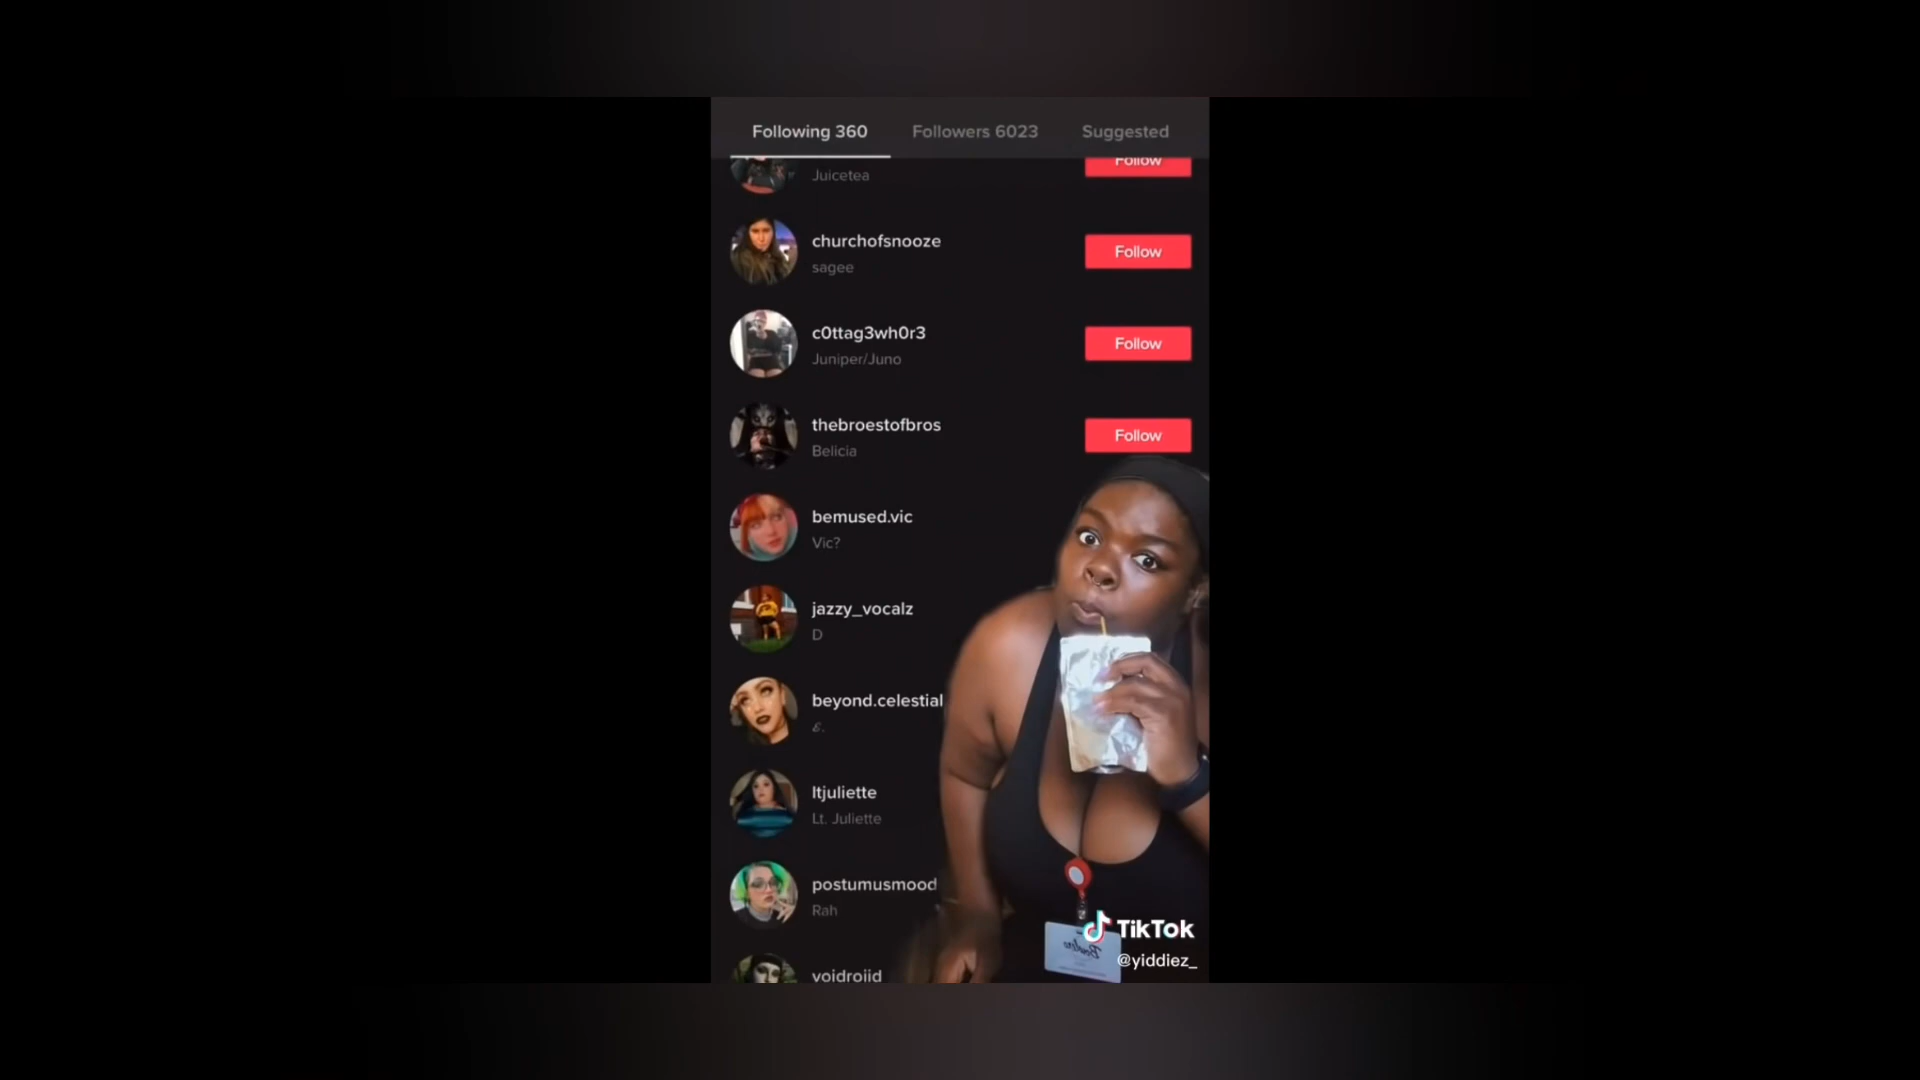 Following 360
Followers 6023
Suggested
Juicetea
Follow
churchofsnooze
sagee
Follow
c0ttag3wh0r3
Juniper/Juno
Follow
thebroestofbros
Belicia
Follow
bemused.vic
Vic?
jazzy_vocalz
D
beyond.celestial
ℰ.
ltjuliette
Lt. Juliette
postumusmood
Rah
voidroiid
TikTok
@yiddiez_